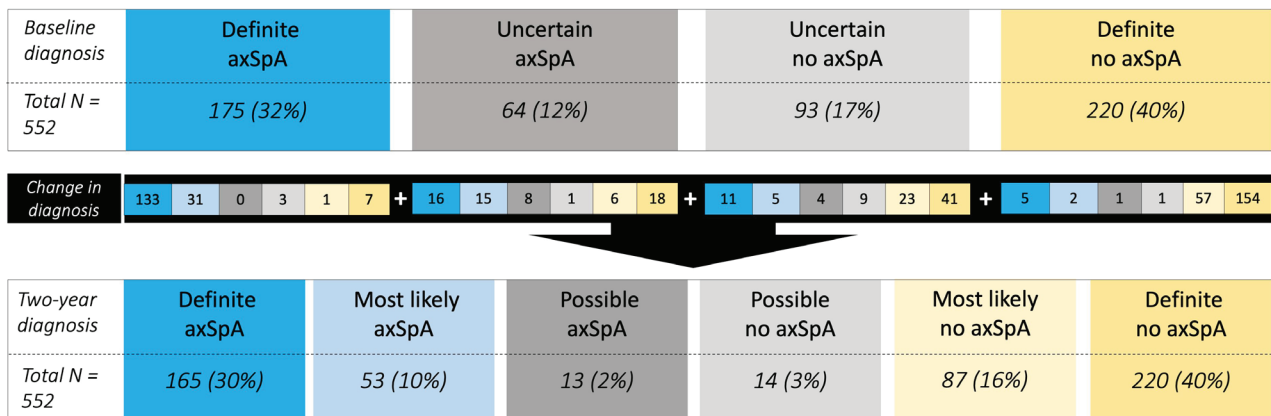 Baseline diagnosis
Definite axSpA
Uncertain axSpA
Uncertain no axSpA
Definite no axSpA
Total N = 552
175 (32%)
64 (12%)
93 (17%)
220 (40%)
Change in diagnosis
133 31 0 3 1 7 + 16 15 8 1 6 18 + 11 5 4 9 23 41 + 5 2 1 1 57 154
Two-year diagnosis
Definite axSpA
Most likely axSpA
Possible axSpA
Possible no axSpA
Most likely no axSpA
Definite no axSpA
Total N = 552
165 (30%)
53 (10%)
13 (2%)
14 (3%)
87 (16%)
220 (40%)